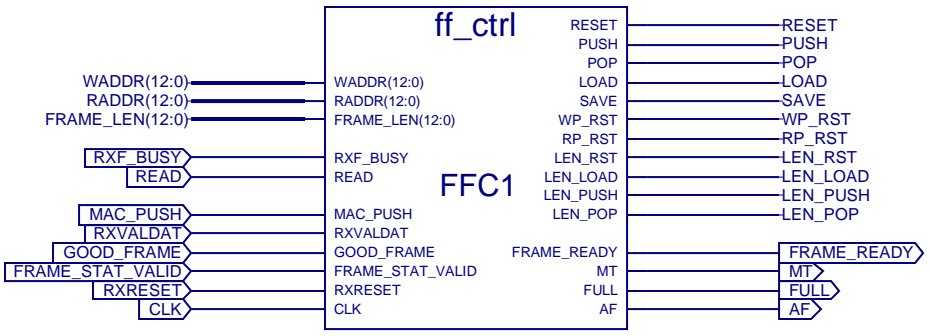 ff_ctrl
RESET RESET
PUSH PUSH
POP POP
WADDR(12:0) WADDR(12:0) LOAD LOAD
RADDR(12:0) RADDR(12:0) SAVE SAVE
FRAME_LEN(12:0) FRAME_LEN(12:0) WP_RST WP_RST
RP_RST RP_RST
RXF_BUSY RXF_BUSY LEN_RST LEN_RST
READ READ LEN_LOAD LEN_LOAD
FFC1
LEN_PUSH LEN_PUSH
MAC_PUSH MAC_PUSH LEN_POP LEN_POP
RXVALDAT RXVALDAT
GOOD_FRAME GOOD_FRAME FRAME_READY FRAME_READY
FRAME_STAT_VALID FRAME_STAT_VALID MT MT
RXRESET RXRESET FULL FULL
CLK CLK AF AF